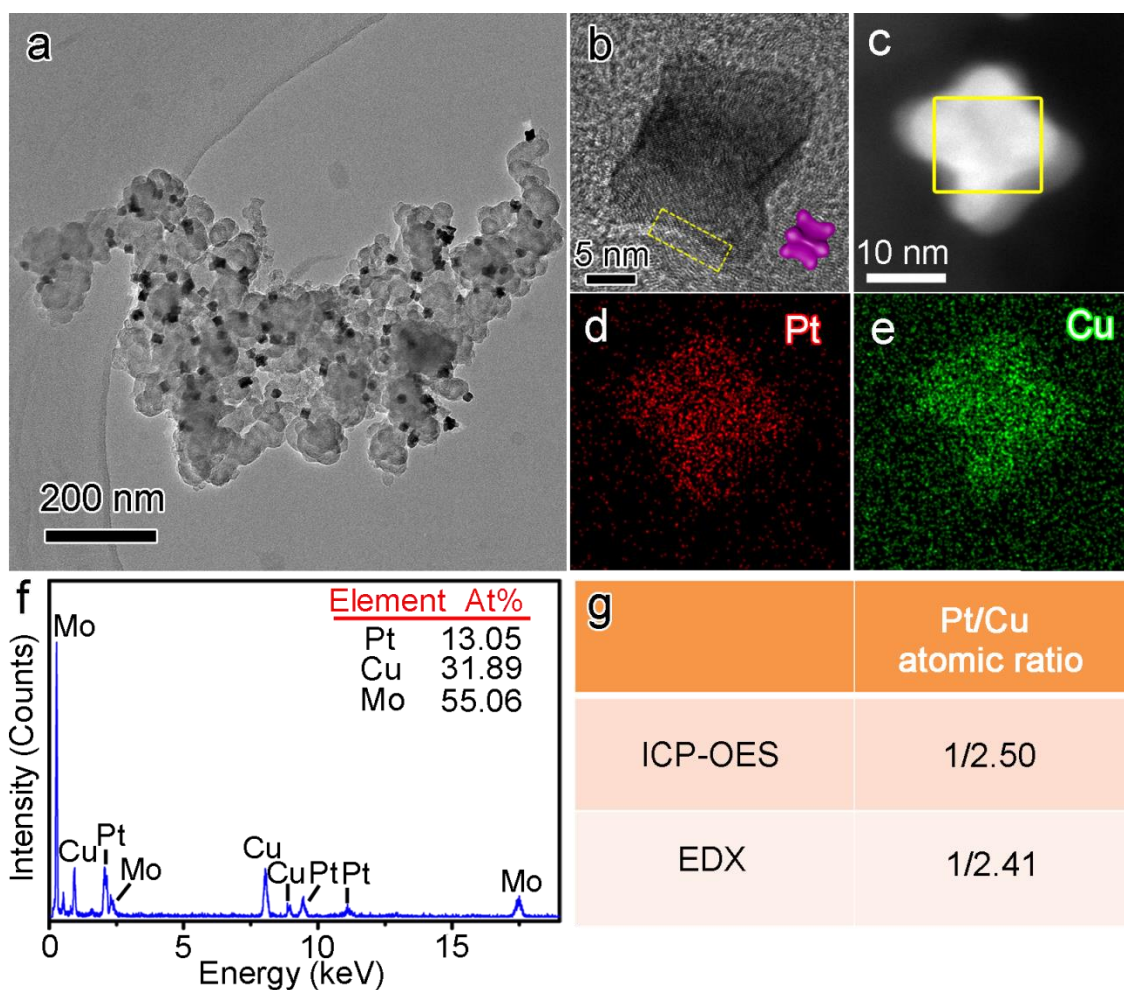 a
200 nm
b
5 nm
c
10 nm
d
Pt
e
Cu
f
Element At%
Pt 13.05
Cu 31.89
Mo 55.06
Mo
Cu
Pt
Mo
Cu
Cu
Pt
Pt
Mo
Intensity (Counts)
0 5 10 15
Energy (keV)
g
Pt/Cu
atomic ratio
ICP-OES 1/2.50
EDX 1/2.41